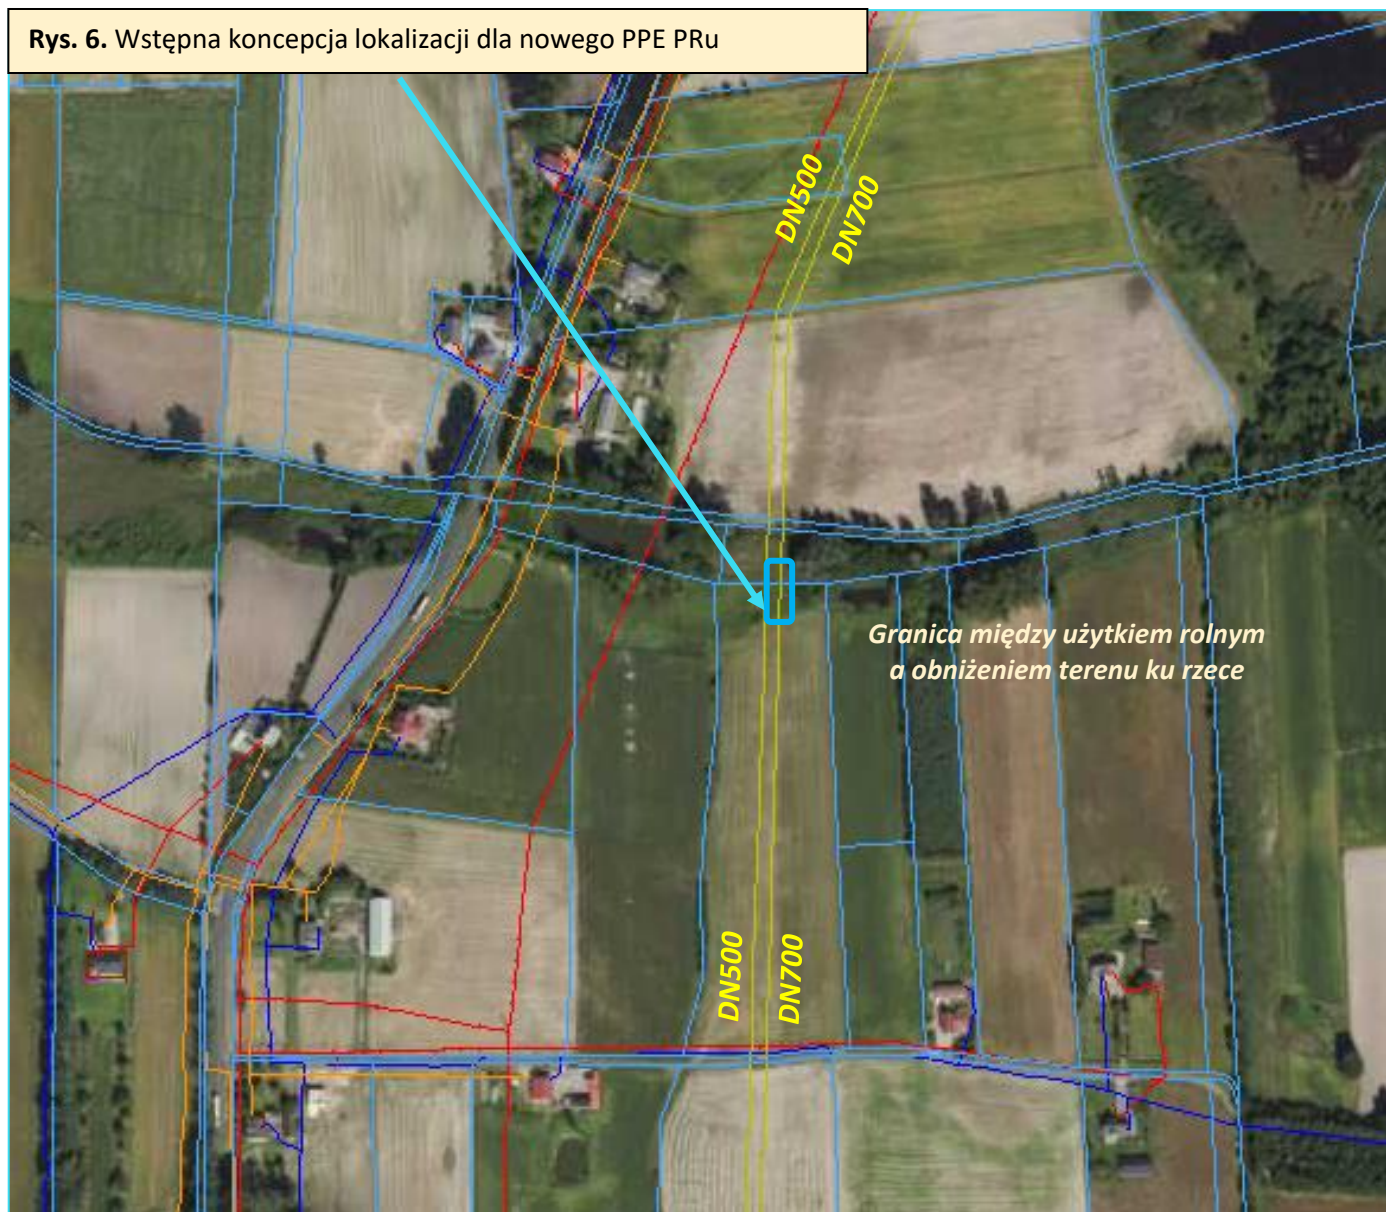 Rys. 6. Wstępna koncepcja lokalizacji dla nowego PPE PRu
DN500
DN700
Granica między użytkiem rolnym
a obniżeniem terenu ku rzece
DN500
DN700